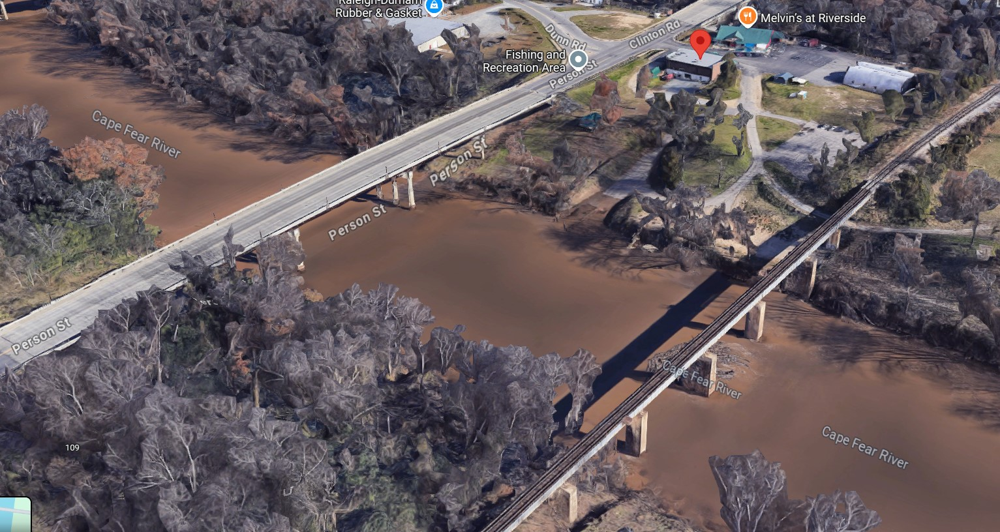 Raleigh-Durham
Rubber & Gasket
Melvin's at Riverside
Dunn Rd
Clinton Rd
Fishing and
Recreation Area
Person St
Cape Fear River
Person St
Person St
Person St
Cape Fear River
Cape Fear River
109